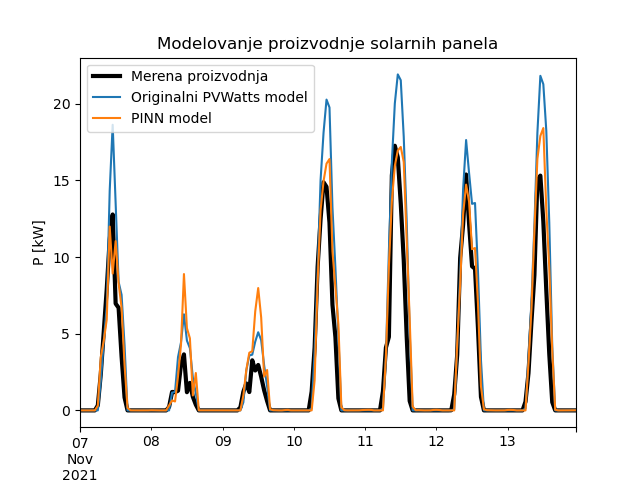 Modelovanje proizvodnje solarnih panela
Merena proizvodnja
Originalni PVWatts model
PINN model
P [kW]
20
15
10
5
0
07 08 09 10 11 12 13
Nov
2021